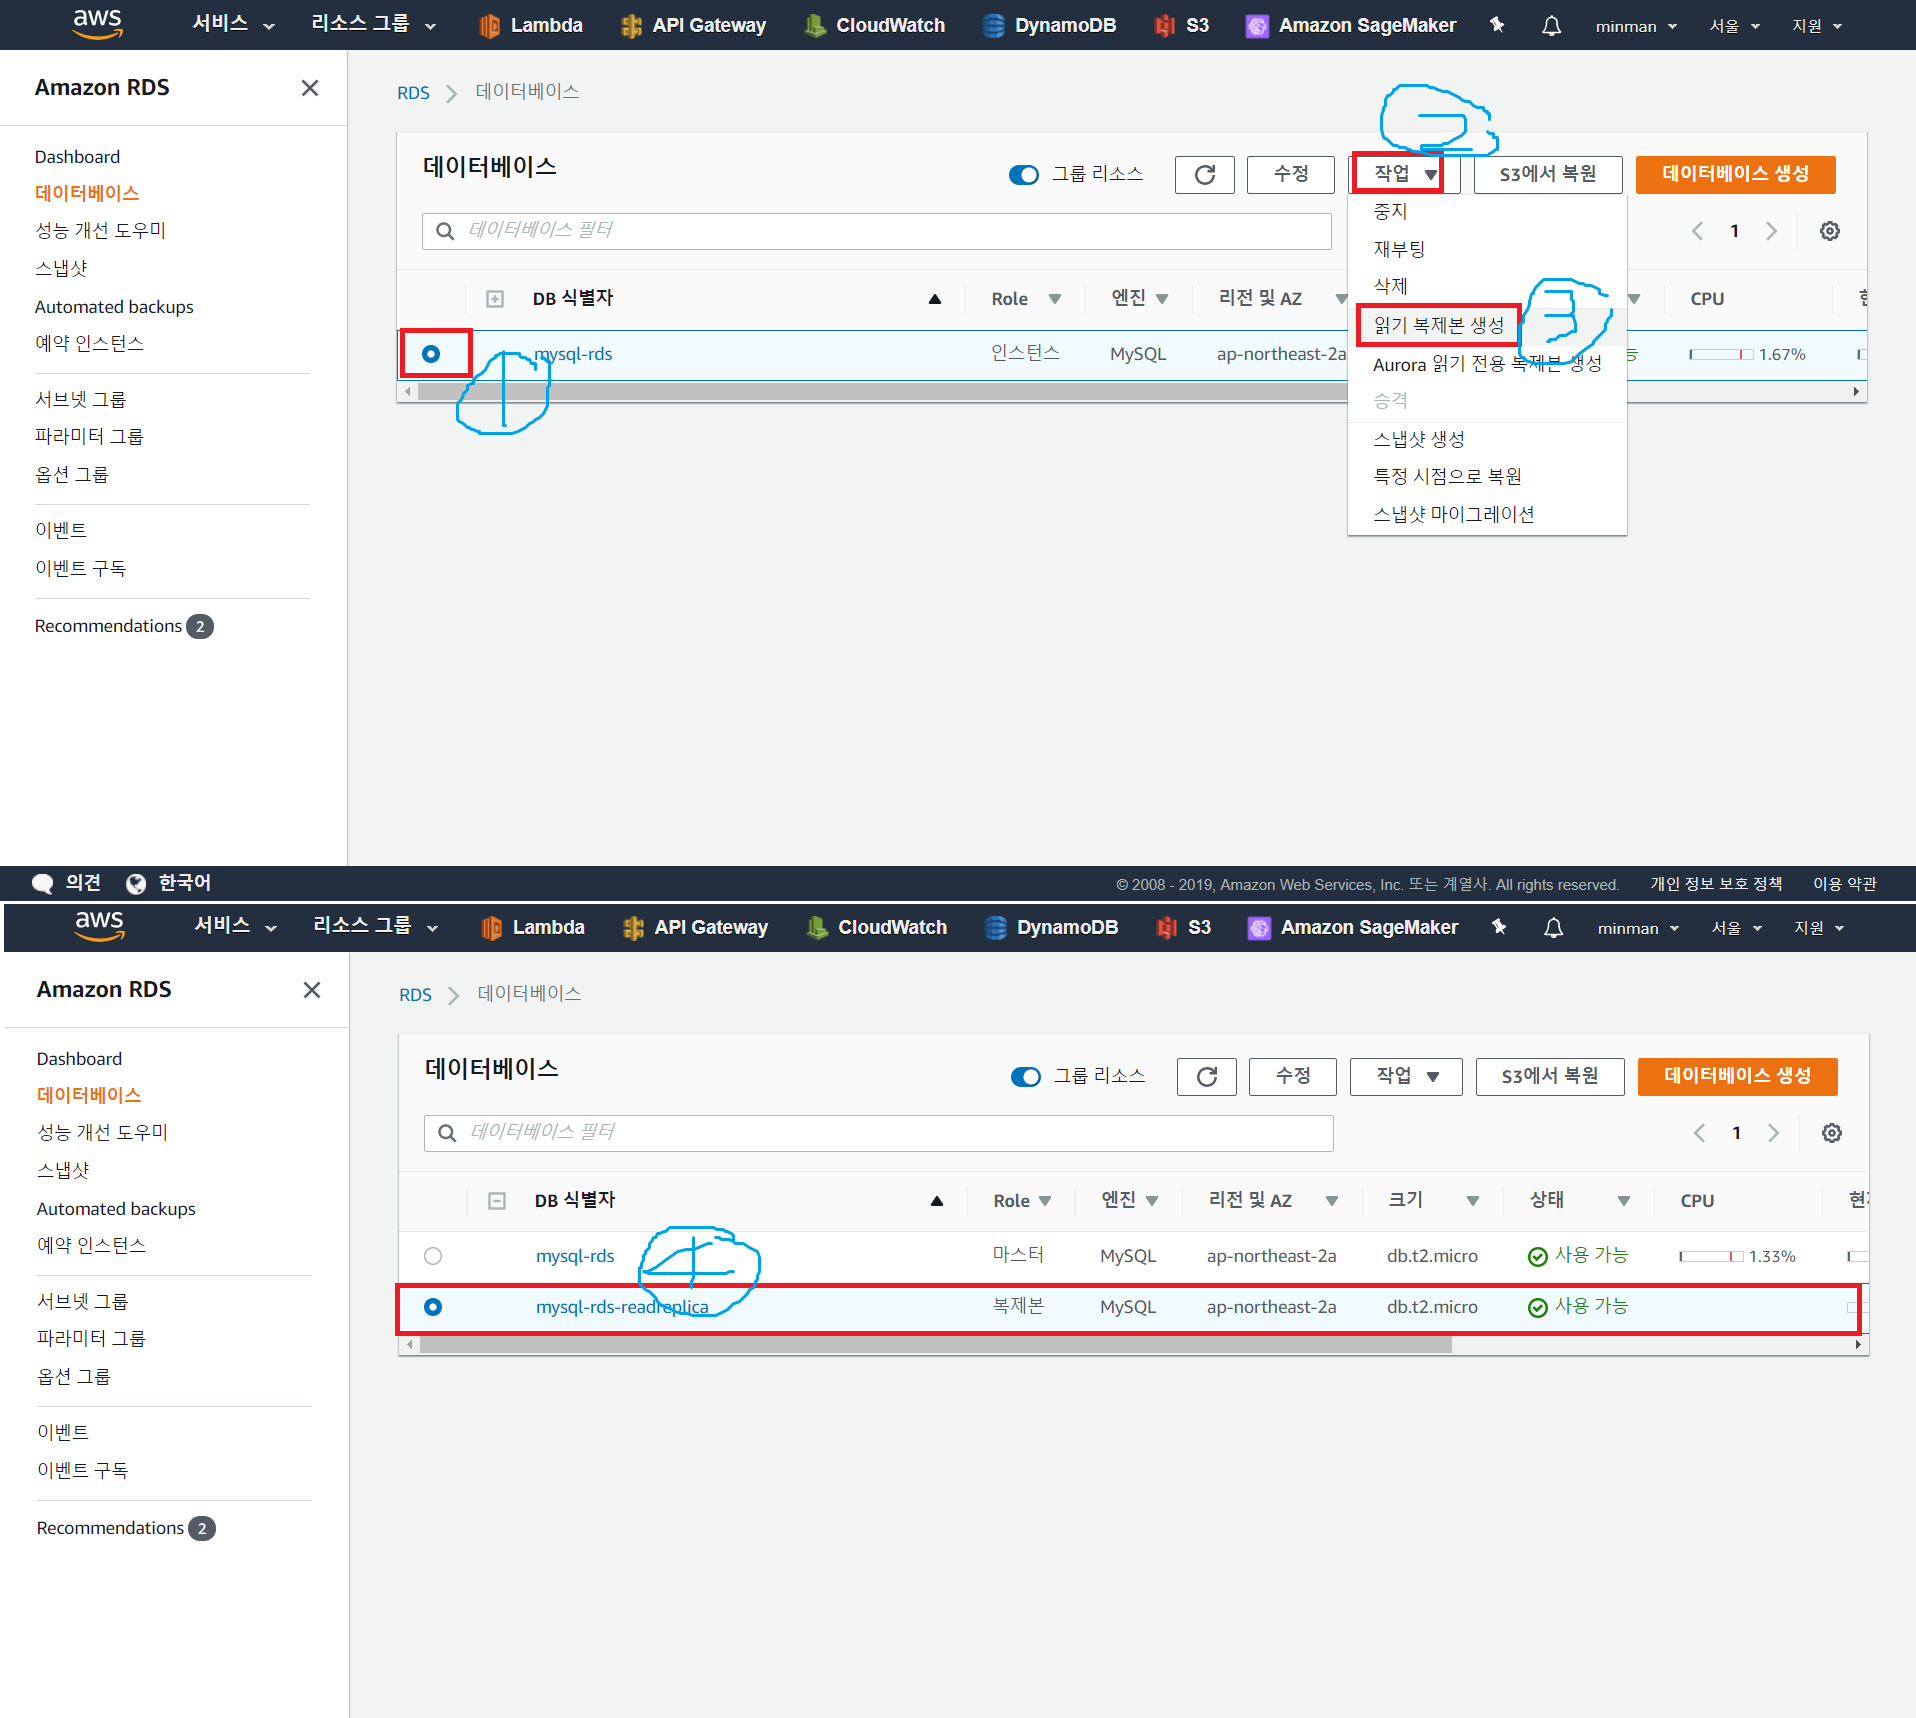 aws 서비스 리소스 그룹 Lambda API Gateway CloudWatch DynamoDB S3 Amazon SageMaker minman 서울 지원
Amazon RDS
Dashboard
데이터베이스
성능 개선 도우미
스냅샷
Automated backups
예약 인스턴스
서브넷 그룹
파라미터 그룹
옵션 그룹
이벤트
이벤트 구독
Recommendations 2
RDS 데이터베이스
데이터베이스 그룹 리소스 수정 작업 S3에서 복원 데이터베이스 생성
데이터베이스 필터 1
DB 식별자 Role 엔진 리전 및 AZ CPU
mysql-rds 인스턴스 MySQL ap-northeast-2a 1.67%
중지
재부팅
삭제
읽기 복제본 생성
Aurora 읽기 전용 복제본 생성
승격
스냅샷 생성
특정 시점으로 복원
스냅샷 마이그레이션
1
2
3
의견 한국어 © 2008 - 2019, Amazon Web Services, Inc. 또는 계열사. All rights reserved. 개인 정보 보호 정책 이용 약관
aws 서비스 리소스 그룹 Lambda API Gateway CloudWatch DynamoDB S3 Amazon SageMaker minman 서울 지원
Amazon RDS
Dashboard
데이터베이스
성능 개선 도우미
스냅샷
Automated backups
예약 인스턴스
서브넷 그룹
파라미터 그룹
옵션 그룹
이벤트
이벤트 구독
Recommendations 2
RDS 데이터베이스
데이터베이스 그룹 리소스 수정 작업 S3에서 복원 데이터베이스 생성
데이터베이스 필터 1
DB 식별자 Role 엔진 리전 및 AZ 크기 상태 CPU
mysql-rds 마스터 MySQL ap-northeast-2a db.t2.micro 사용 가능 1.33%
mysql-rds-readreplica 복제본 MySQL ap-northeast-2a db.t2.micro 사용 가능
4